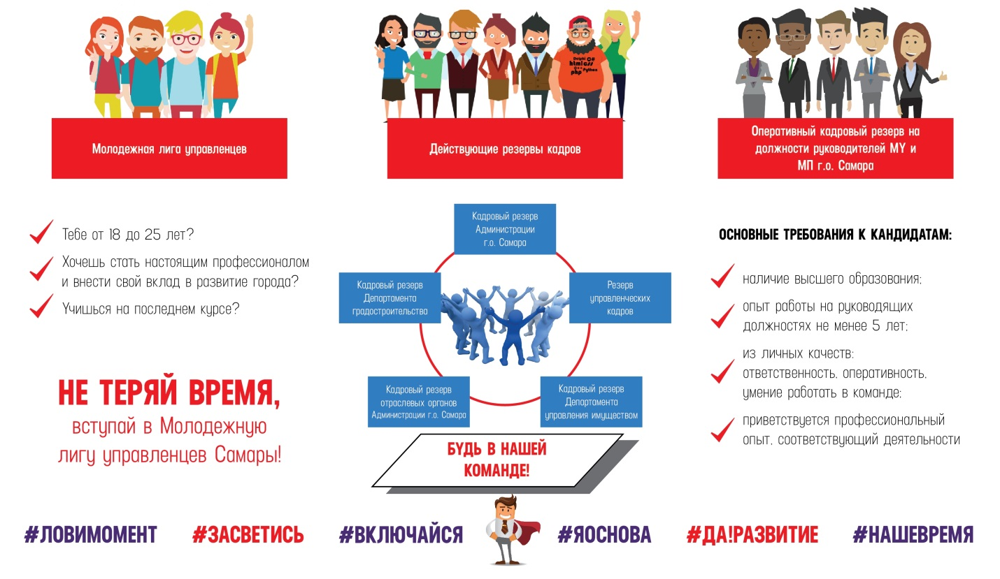 Delphi C#
html css
C++ Python
php
Молодежная лига управленцев
Тебе от 18 до 25 лет?
Хочешь стать настоящим профессионалом
и внести свой вклад в развитие города?
Учишься на последнем курсе?
НЕ ТЕРЯЙ ВРЕМЯ,
вступай в Молодежную
лигу управленцев Самары!
Действующие резервы кадров
Кадровый резерв
Администрации
г.о. Самара
Кадровый резерв
Департамента
градостроительства
Резерв
управленческих
кадров
Кадровый резерв
отраслевых органов
Администрации г.о. Самара
Кадровый резерв
Департамента
управления имуществом
БУДЬ В НАШЕЙ
КОМАНДЕ!
Оперативный кадровый резерв на
должности руководителей МУ и
МП г.о. Самара
ОСНОВНЫЕ ТРЕБОВАНИЯ К КАНДИДАТАМ:
наличие высшего образования;
опыт работы на руководящих
должностях не менее 5 лет;
из личных качеств:
ответственность, оперативность,
умение работать в команде;
приветствуется профессиональный
опыт, соответствующий деятельности
#ЛОВИМОМЕНТ #ЗАСВЕТИСЬ #ВКЛЮЧАЙСЯ #ЯОСНОВА #ДА!РАЗВИТИЕ #НАШЕВРЕМЯ